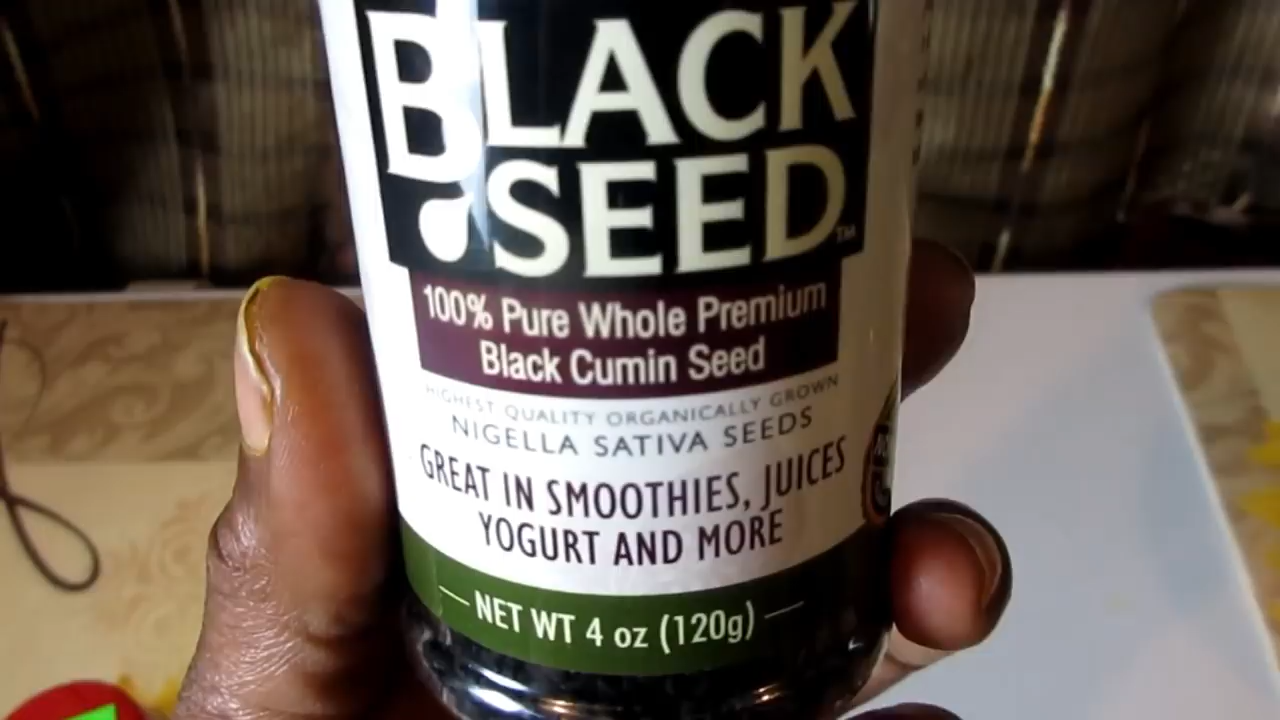 BLACK
SEED™
100% Pure Whole Premium
Black Cumin Seed
HIGHEST QUALITY ORGANICALLY GROWN
NIGELLA SATIVA SEEDS
GREAT IN SMOOTHIES, JUICES
YOGURT AND MORE
NET WT 4 oz (120g)